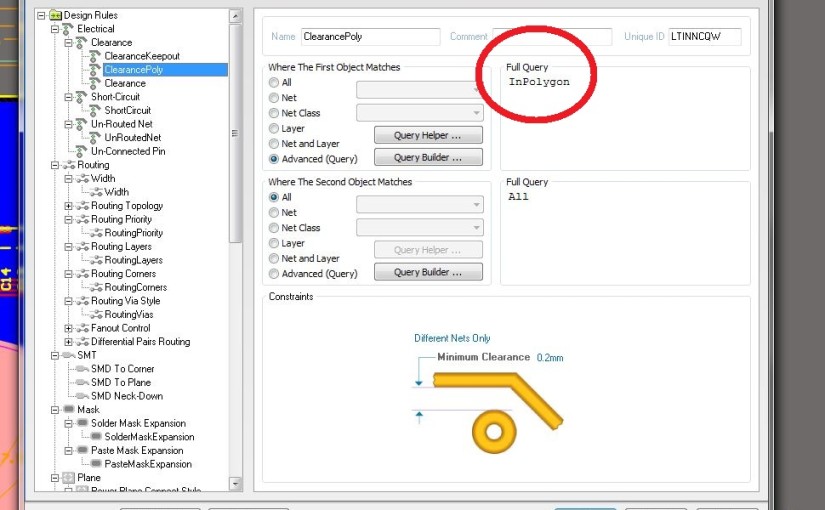 Design Rules
Electrical
Clearance
ClearanceKeepout
ClearancePoly
Clearance
Short-Circuit
ShortCircuit
Un-Routed Net
UnRoutedNet
Un-Connected Pin
Routing
Width
Width
Routing Topology
Routing Priority
RoutingPriority
Routing Layers
RoutingLayers
Routing Corners
RoutingCorners
Routing Via Style
RoutingVias
Fanout Control
Differential Pairs Routing
SMT
SMD To Corner
SMD To Plane
SMD Neck-Down
Mask
Solder Mask Expansion
SolderMaskExpansion
Paste Mask Expansion
PasteMaskExpansion
Plane
Power Plane Connect Style
Name ClearancePoly Comment Unique ID LTINNCQW
Where The First Object Matches
All
Net
Net Class
Layer
Net and Layer
Advanced (Query)
Query Helper ...
Query Builder ...
Full Query
InPolygon
Where The Second Object Matches
All
Net
Net Class
Layer
Net and Layer
Advanced (Query)
Query Helper ...
Query Builder ...
Full Query
All
Constraints
Different Nets Only
Minimum Clearance 0.2mm
C14